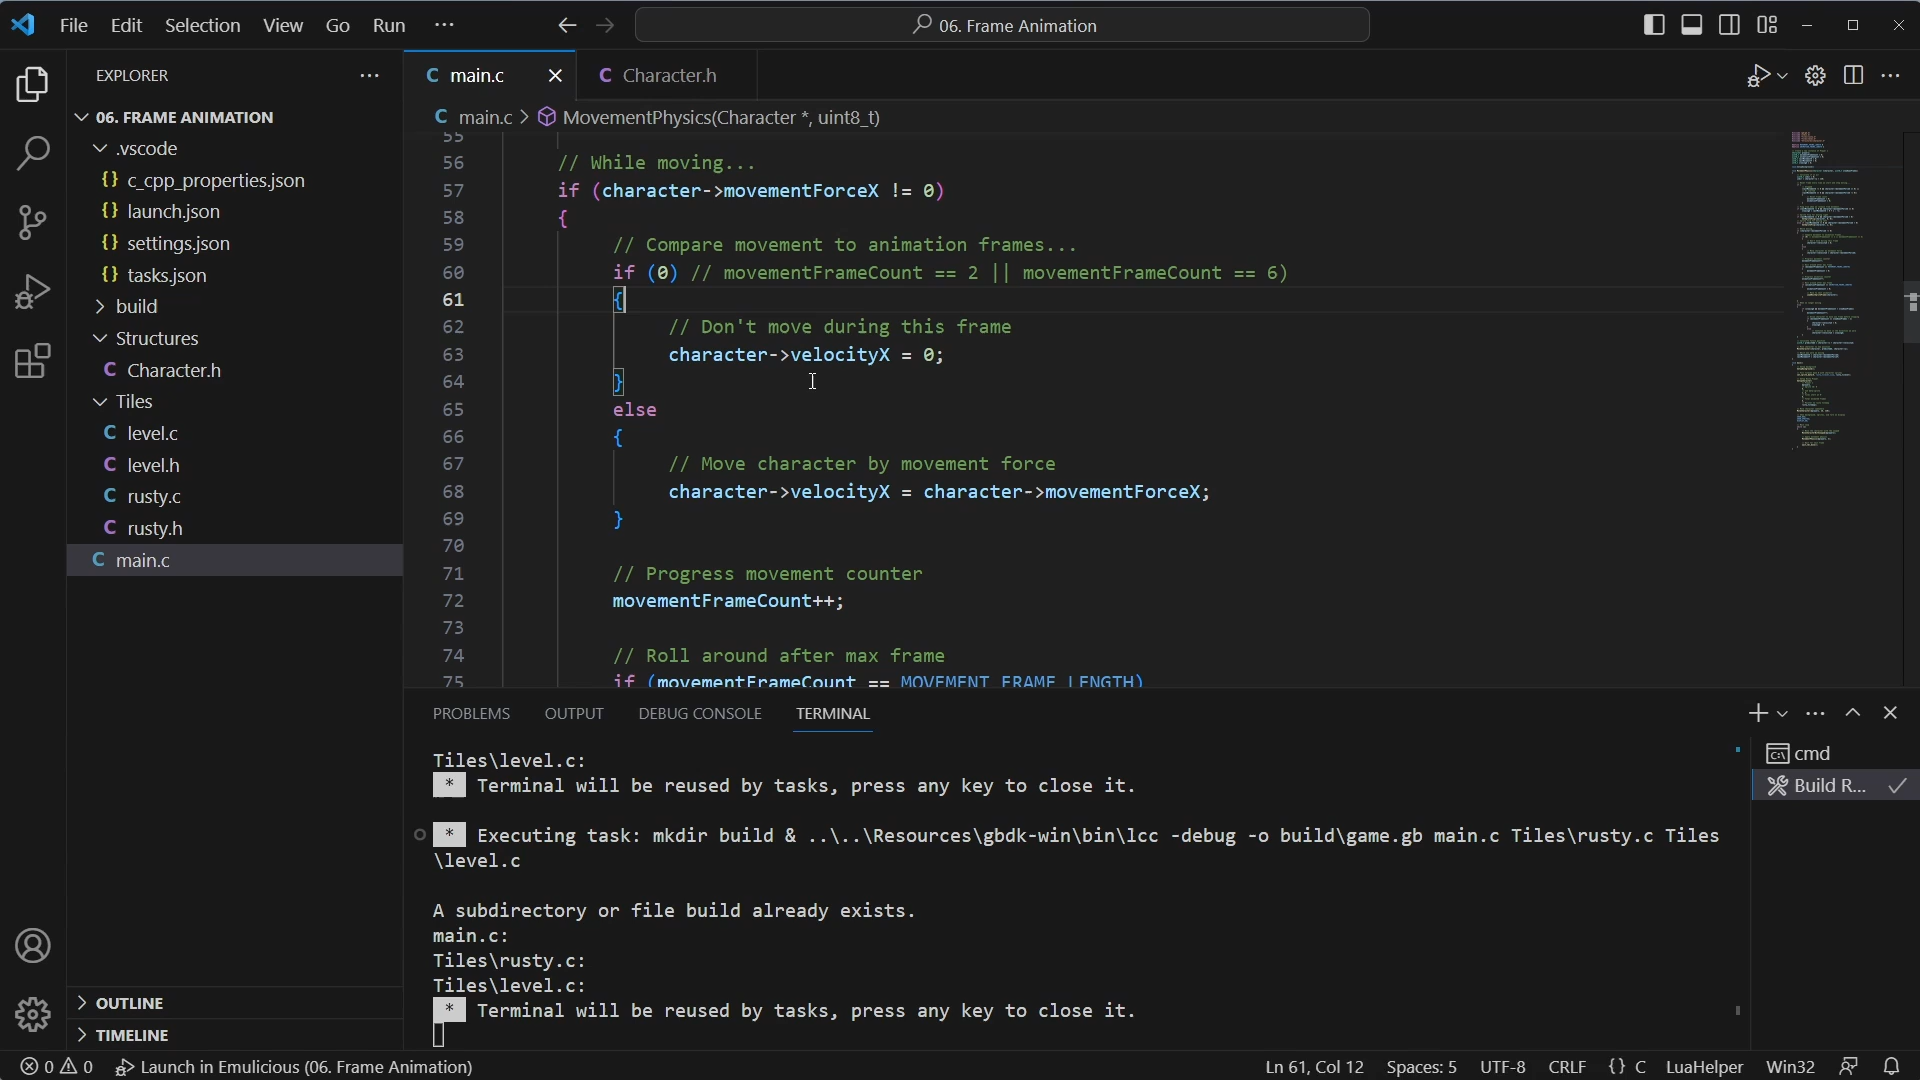 File Edit Selection View Go Run ··· 06. Frame Animation
EXPLORER
06. FRAME ANIMATION
.vscode
{} c_cpp_properties.json
{} launch.json
{} settings.json
{} tasks.json
build
Structures
C Character.h
Tiles
C level.c
C level.h
C rusty.c
C rusty.h
C main.c
OUTLINE
TIMELINE
C main.c C Character.h
C main.c > MovementPhysics(Character *, uint8_t)
55
56 // While moving...
57 if (character->movementForceX != 0)
58 {
59 // Compare movement to animation frames...
60 if (0) // movementFrameCount == 2 || movementFrameCount == 6)
61 {
62 // Don't move during this frame
63 character->velocityX = 0;
64 }
65 else
66 {
67 // Move character by movement force
68 character->velocityX = character->movementForceX;
69 }
70
71 // Progress movement counter
72 movementFrameCount++;
73
74 // Roll around after max frame
75 if (movementFrameCount == MOVEMENT_FRAME_LENGTH)
PROBLEMS OUTPUT DEBUG CONSOLE TERMINAL
Tiles\level.c:
* Terminal will be reused by tasks, press any key to close it.
* Executing task: mkdir build & ..\..\Resources\gbdk-win\bin\lcc -debug -o build\game.gb main.c Tiles\rusty.c Tiles
\level.c
A subdirectory or file build already exists.
main.c:
Tiles\rusty.c:
Tiles\level.c:
* Terminal will be reused by tasks, press any key to close it.
cmd
Build R...
0 0 Launch in Emulicious (06. Frame Animation) Ln 61, Col 12 Spaces: 5 UTF-8 CRLF {} C LuaHelper Win32